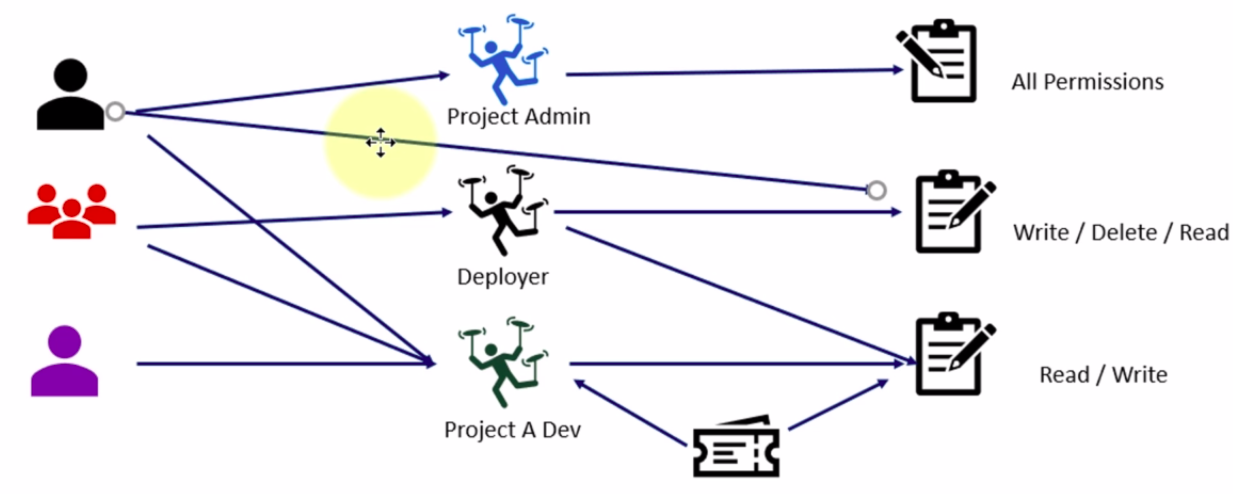 Project Admin
All Permissions
Deployer
Write / Delete / Read
Project A Dev
Read / Write